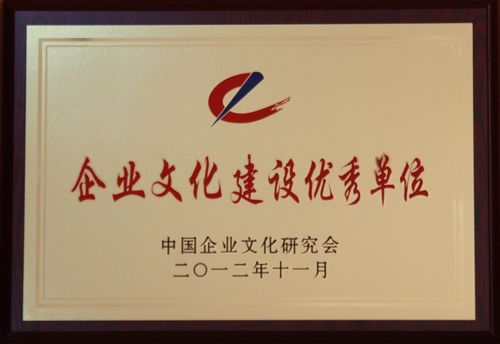 企业文化建设优秀单位
中国企业文化研究会
二〇一二年十一月